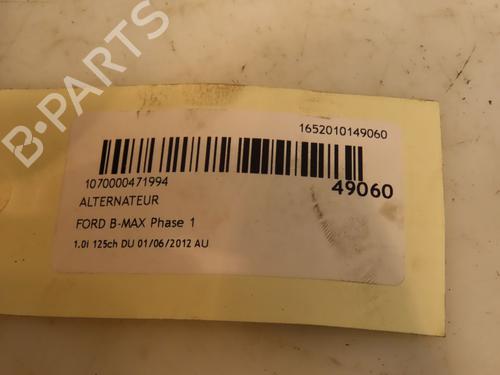 B-PARTS
1652010149060
1070000471994
49060
ALTERNATEUR
FORD B-MAX Phase 1
1.0i 125ch DU 01/06/2012 AU